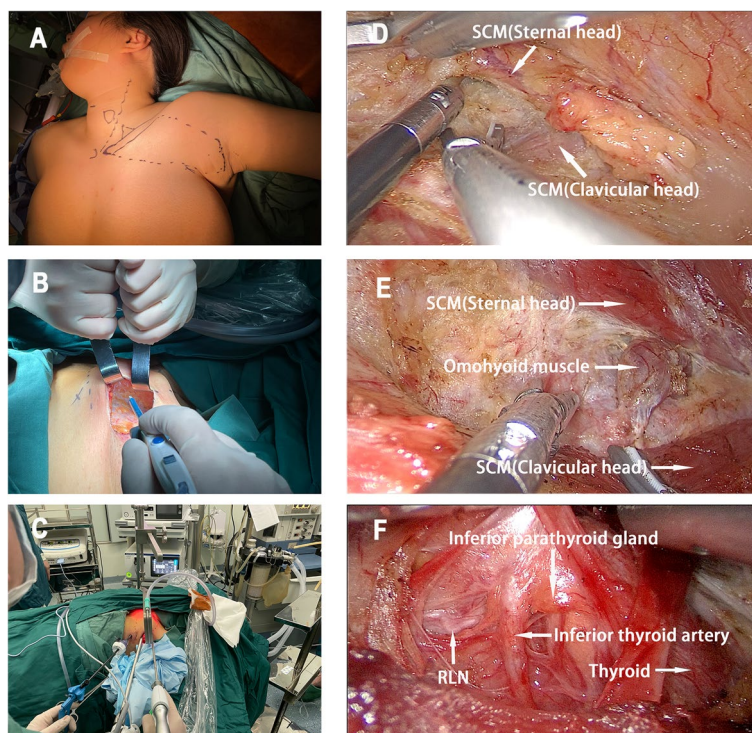 A
D
SCM(Sternal head)
SCM(Clavicular head)
B
E
SCM(Sternal head)
Omohyoid muscle
SCM(Clavicular head)
C
F
Inferior parathyroid gland
Inferior thyroid artery
RLN
Thyroid